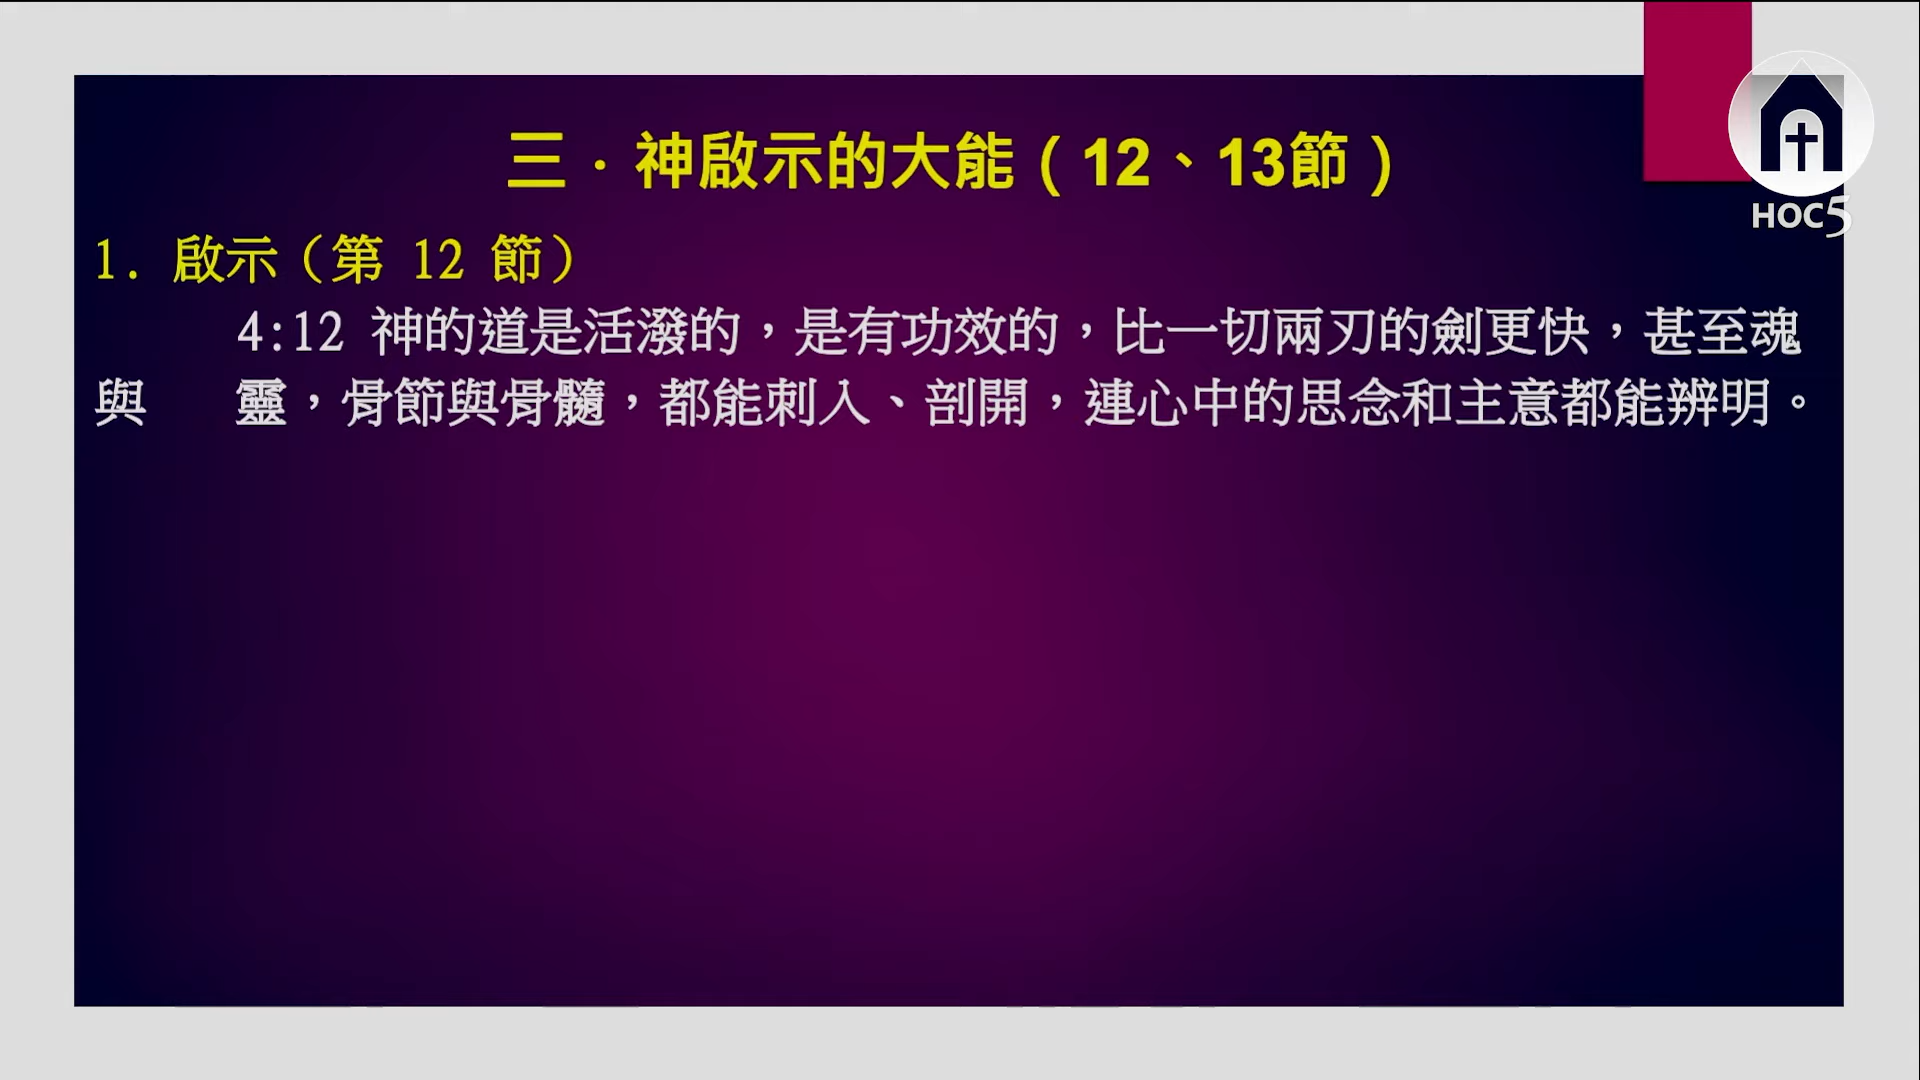 三．神啟示的大能（12、13節）
HOC5
1. 啟示（第 12 節）
4:12 神的道是活潑的，是有功效的，比一切兩刃的劍更快，甚至魂
與　靈，骨節與骨髓，都能刺入、剖開，連心中的思念和主意都能辨明。